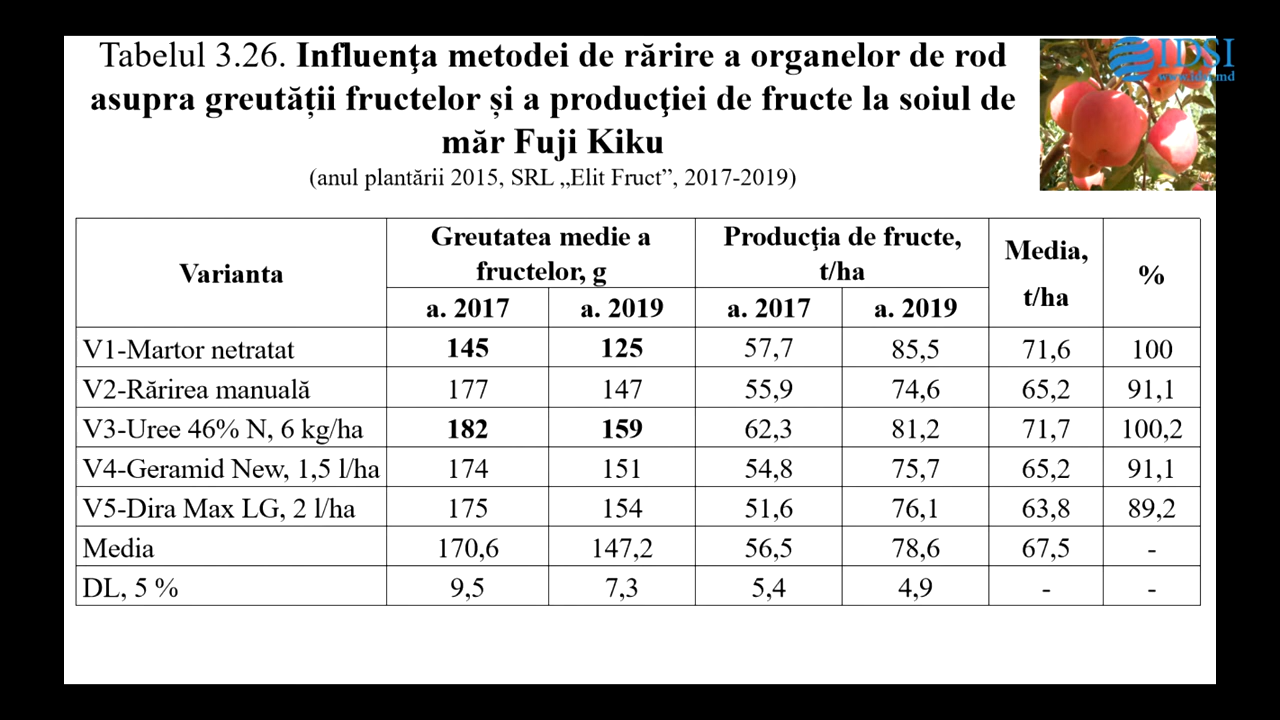 Tabelul 3.26. Influenţa metodei de rărire a organelor de rod
asupra greutății fructelor și a producţiei de fructe la soiul de
măr Fuji Kiku
(anul plantării 2015, SRL „Elit Fruct”, 2017-2019)
IDSI
www.idsi.md
Varianta Greutatea medie a fructelor, g Producţia de fructe, t/ha Media, t/ha %
a. 2017 a. 2019 a. 2017 a. 2019
V1-Martor netratat 145 125 57,7 85,5 71,6 100
V2-Rărirea manuală 177 147 55,9 74,6 65,2 91,1
V3-Uree 46% N, 6 kg/ha 182 159 62,3 81,2 71,7 100,2
V4-Geramid New, 1,5 l/ha 174 151 54,8 75,7 65,2 91,1
V5-Dira Max LG, 2 l/ha 175 154 51,6 76,1 63,8 89,2
Media 170,6 147,2 56,5 78,6 67,5 -
DL, 5 % 9,5 7,3 5,4 4,9 - -